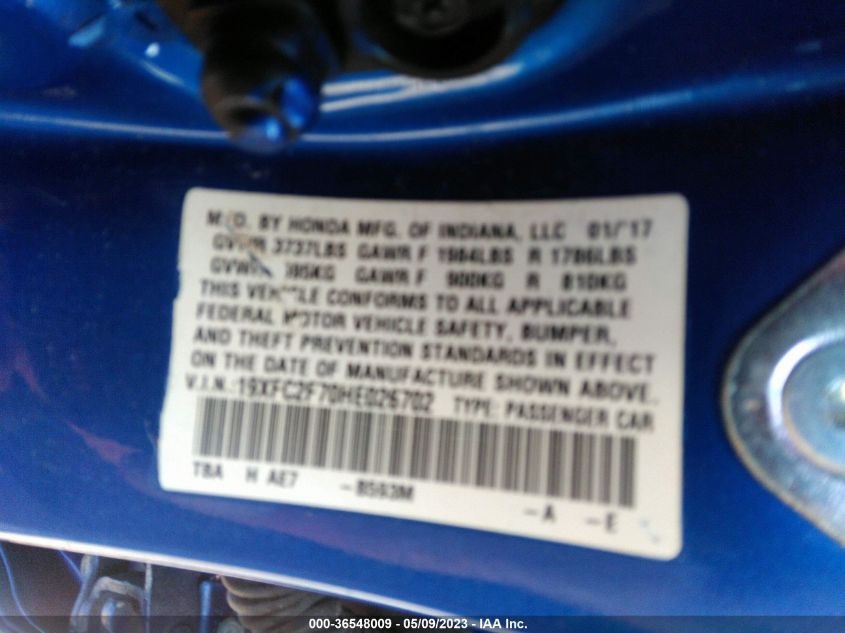 BY HONDA MFG. OF INDIANA, LLC 01/'17
3737LBS GAWR F 1984LBS R 1786LBS
GAWR F 900KG R 810KG
THIS VEHICLE CONFORMS TO ALL APPLICABLE
FEDERAL MOTOR VEHICLE SAFETY, BUMPER,
AND THEFT PREVENTION STANDARDS IN EFFECT
ON THE DATE OF MANUFACTURE SHOWN ABOVE.
V.I.N.:19XFC2F70HE026702 TYPE: PASSENGER CAR
TBA H AE7 -B593M
-A -E
000-36548009 - 05/09/2023 - IAA Inc.